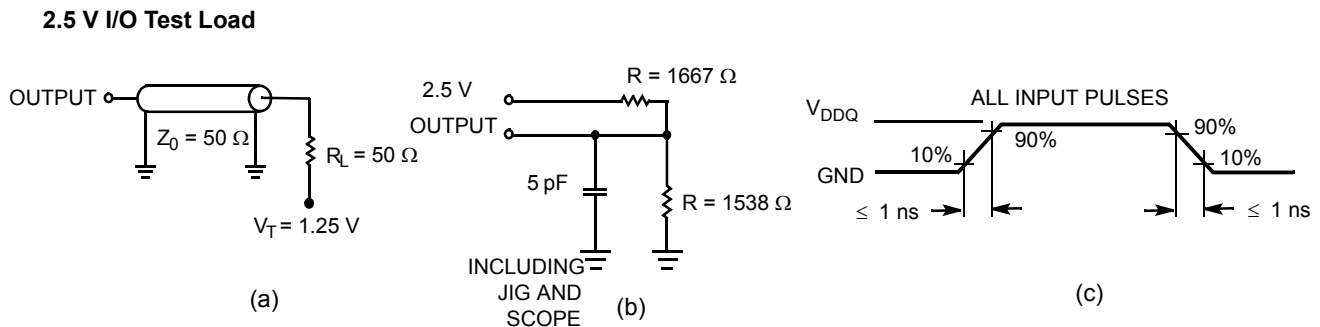 2.5 V I/O Test Load
OUTPUT
Z0 = 50 Ω
RL = 50 Ω
VT = 1.25 V
(a)
2.5 V
OUTPUT
R = 1667 Ω
5 pF
R = 1538 Ω
INCLUDING
JIG AND
SCOPE
(b)
ALL INPUT PULSES
VDDQ
GND
10%
90%
90%
10%
≤ 1 ns
≤ 1 ns
(c)